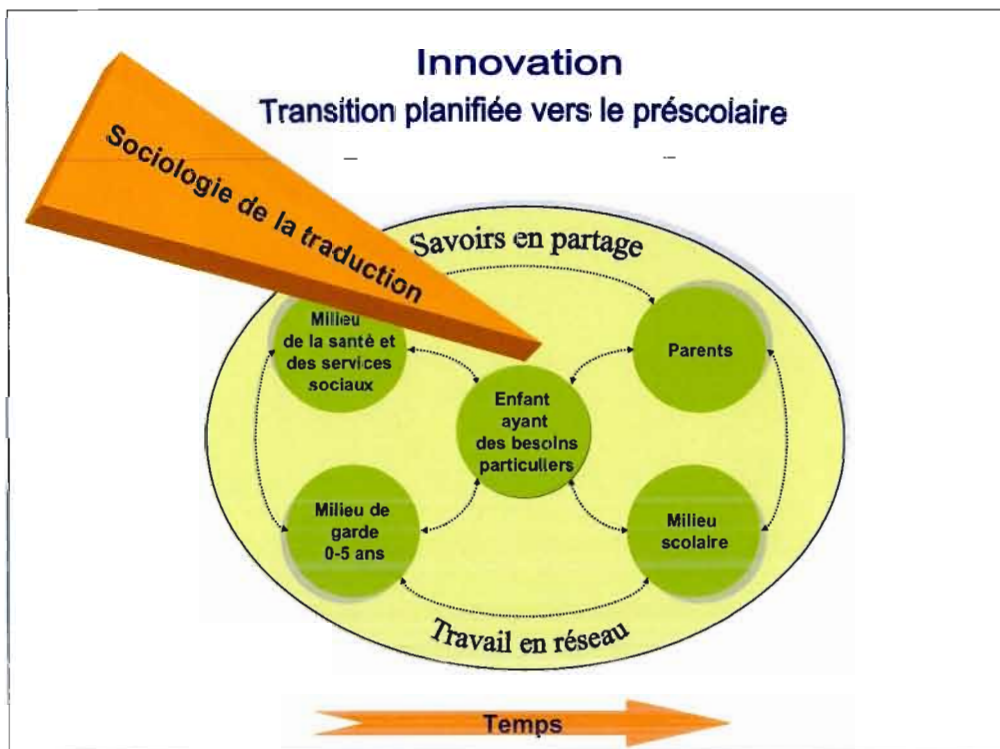 Innovation
Transition planifiée vers le préscolaire
Sociologie de la traduction
Savoirs en partage
Milieu
de la santé et
des services
sociaux
Parents
Enfant
ayant
des besoins
particuliers
Milieu de
garde
0-5 ans
Milieu
scolaire
Travail en réseau
Temps